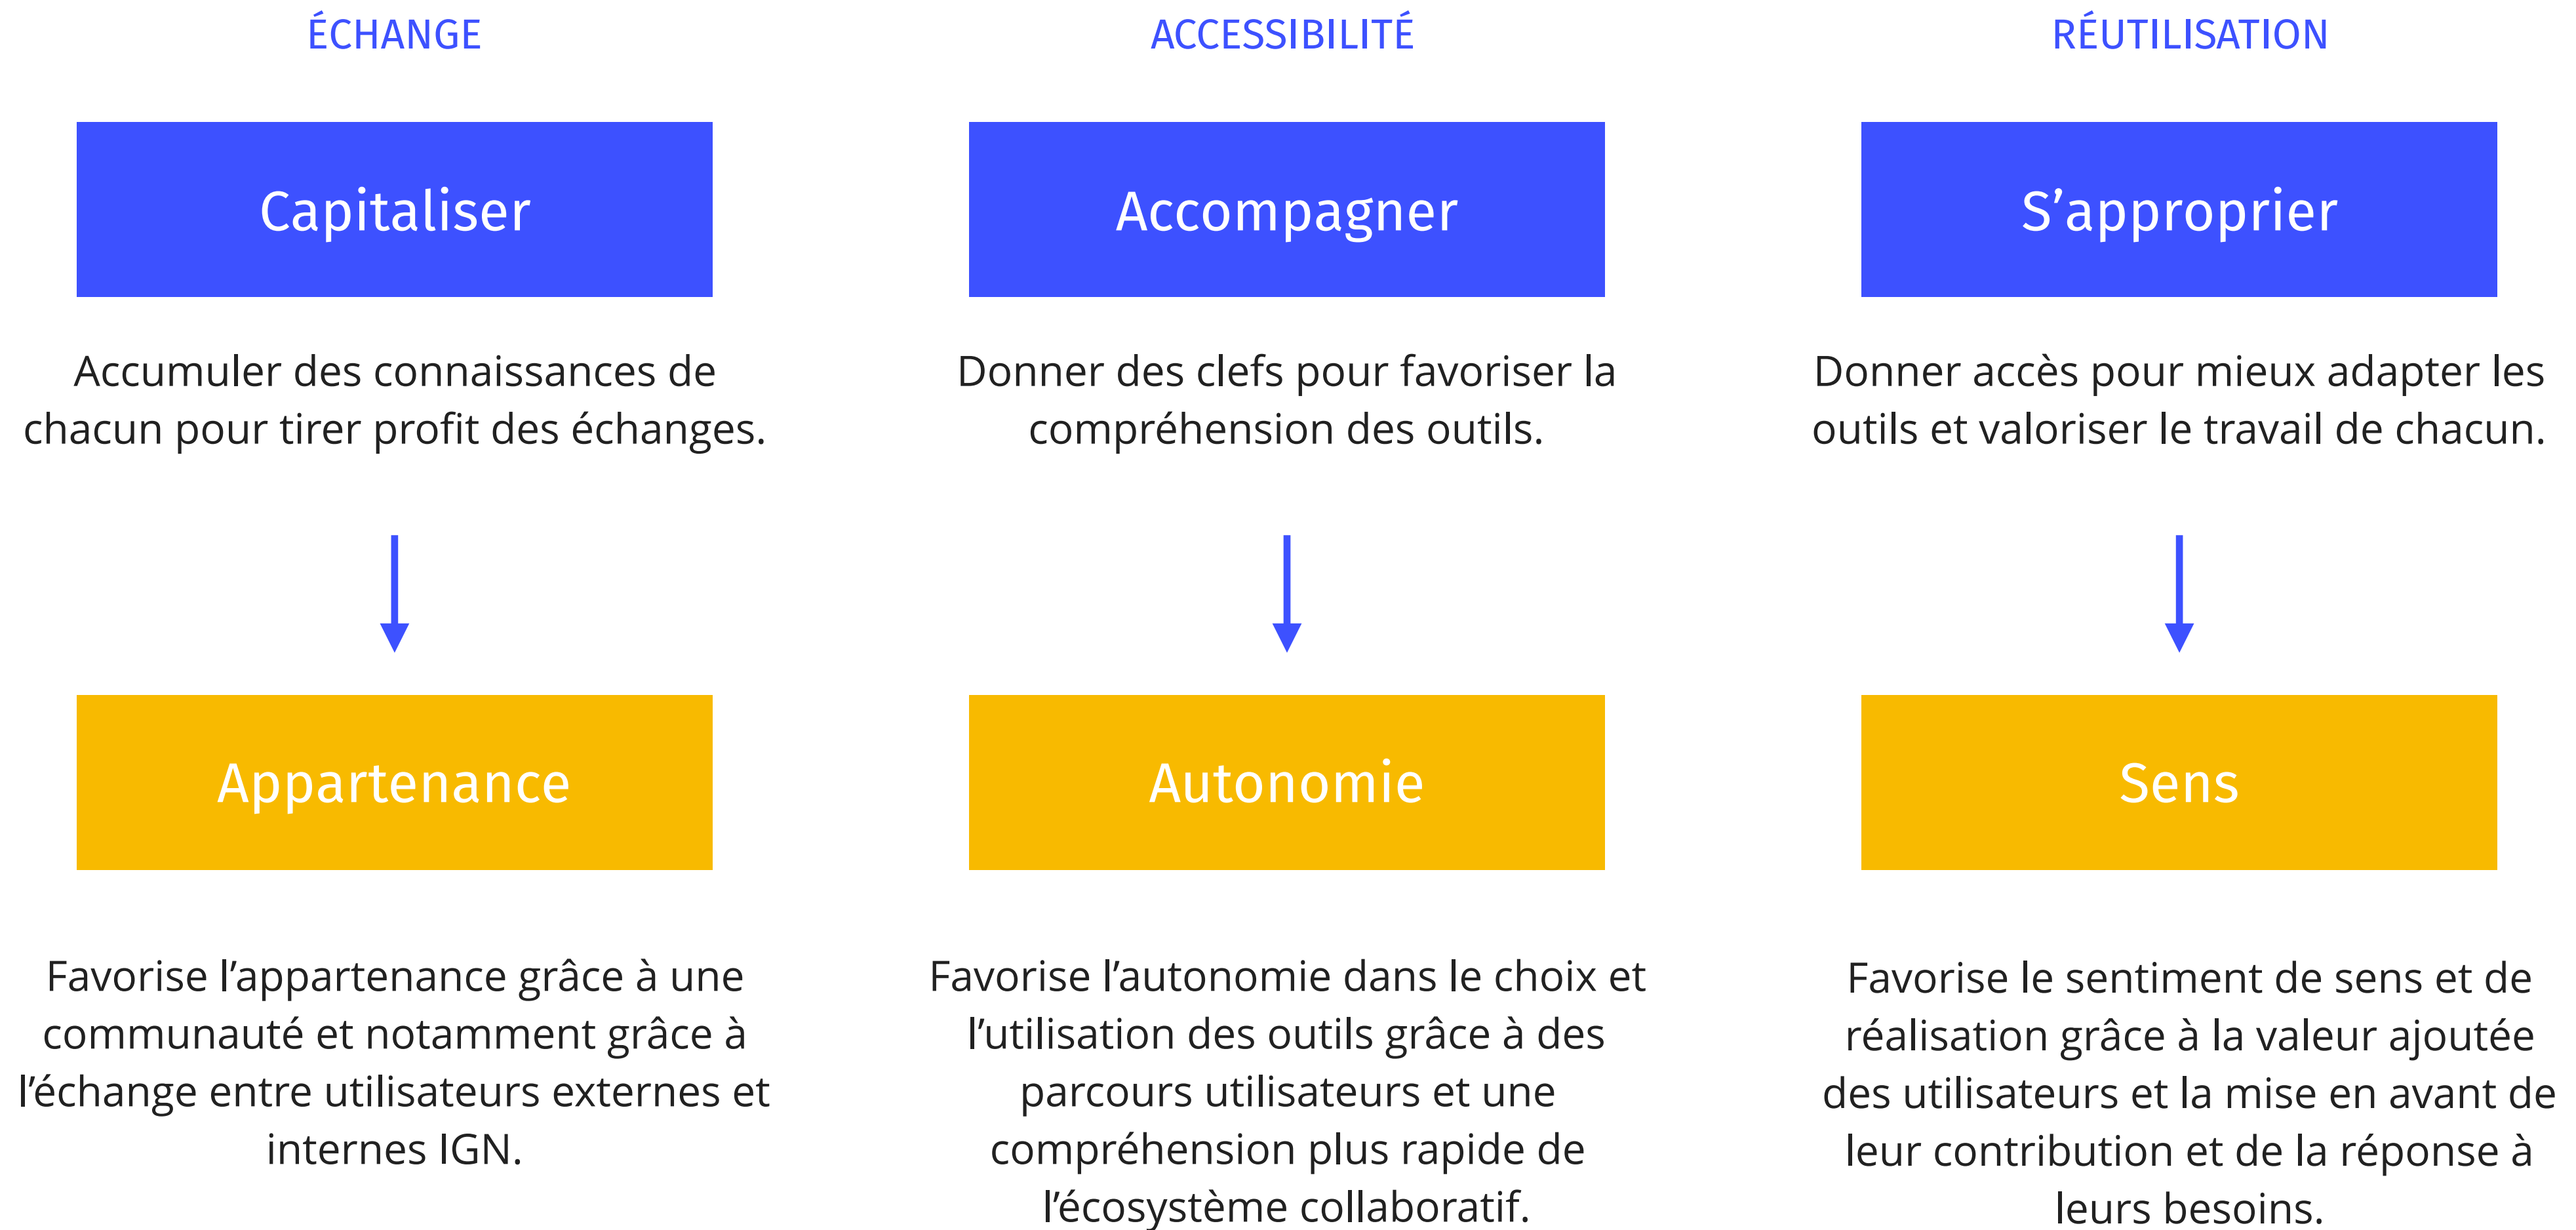 ÉCHANGE
Capitaliser
Accumuler des connaissances de
chacun pour tirer profit des échanges.
Appartenance
Favorise l’appartenance grâce à une
communauté et notamment grâce à
l’échange entre utilisateurs externes et
internes IGN.
ACCESSIBILITÉ
Accompagner
Donner des clefs pour favoriser la
compréhension des outils.
Autonomie
Favorise l’autonomie dans le choix et
l’utilisation des outils grâce à des
parcours utilisateurs et une
compréhension plus rapide de
l’écosystème collaboratif.
RÉUTILISATION
S’approprier
Donner accès pour mieux adapter les
outils et valoriser le travail de chacun.
Sens
Favorise le sentiment de sens et de
réalisation grâce à la valeur ajoutée
des utilisateurs et la mise en avant de
leur contribution et de la réponse à
leurs besoins.